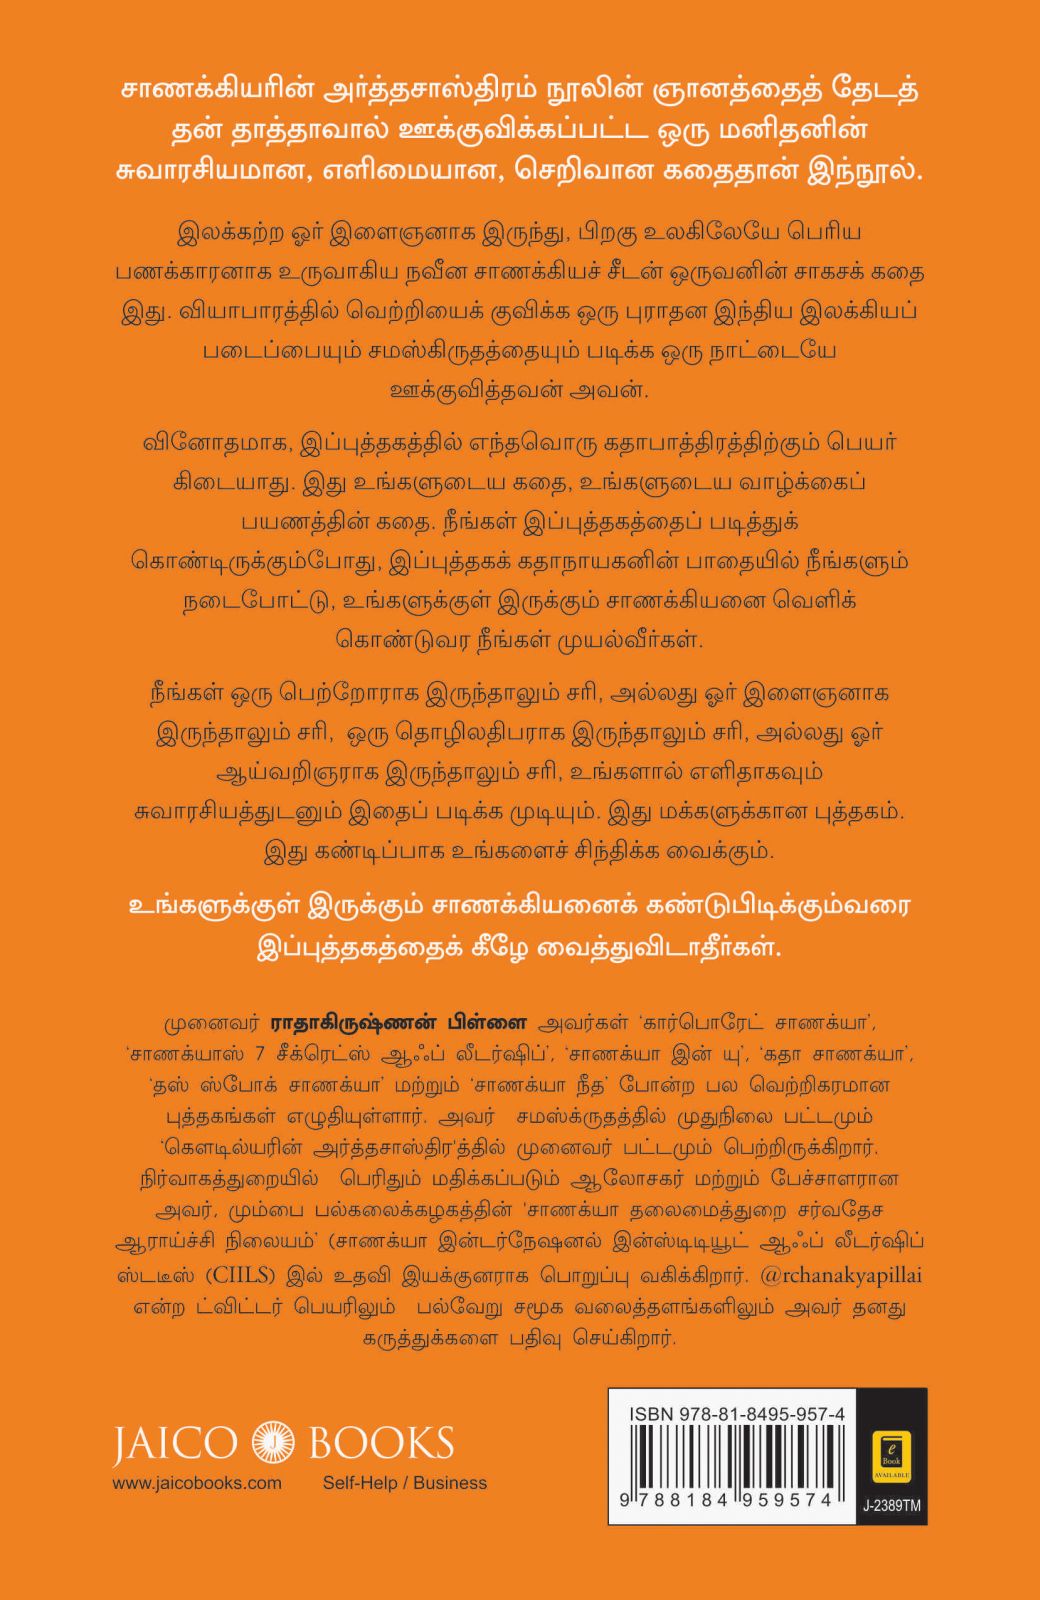 சாணக்கியரின் அர்த்தசாஸ்திரம் நூலின் ஞானத்தைத் தேடத்
தன் தாத்தாவால் ஊக்குவிக்கப்பட்ட ஒரு மனிதனின்
சுவாரசியமான, எளிமையான, செறிவான கதைதான் இந்நூல்.
இலக்கற்ற ஓர் இளைஞனாக இருந்து, பிறகு உலகிலேயே பெரிய
பணக்காரனாக உருவாகிய நவீன சாணக்கியச் சீடன் ஒருவனின் சாகசக் கதை
இது. வியாபாரத்தில் வெற்றியைக் குவிக்க ஒரு புராதன இந்திய இலக்கியப்
படைப்பையும் சமஸ்கிருதத்தையும் படிக்க ஒரு நாட்டையே
ஊக்குவித்தவன் அவன்.
வினோதமாக, இப்புத்தகத்தில் எந்தவொரு கதாபாத்திரத்திற்கும் பெயர்
கிடையாது. இது உங்களுடைய கதை, உங்களுடைய வாழ்க்கைப்
பயணத்தின் கதை. நீங்கள் இப்புத்தகத்தைப் படித்துக்
கொண்டிருக்கும்போது, இப்புத்தகக் கதாநாயகனின் பாதையில் நீங்களும்
நடைபோட்டு, உங்களுக்குள் இருக்கும் சாணக்கியனை வெளிக்
கொண்டுவர நீங்கள் முயல்வீர்கள்.
நீங்கள் ஒரு பெற்றோராக இருந்தாலும் சரி, அல்லது ஓர் இளைஞனாக
இருந்தாலும் சரி, ஒரு தொழிலதிபராக இருந்தாலும் சரி, அல்லது ஓர்
ஆய்வறிஞராக இருந்தாலும் சரி, உங்களால் எளிதாகவும்
சுவாரசியத்துடனும் இதைப் படிக்க முடியும். இது மக்களுக்கான புத்தகம்.
இது கண்டிப்பாக உங்களைச் சிந்திக்க வைக்கும்.
உங்களுக்குள் இருக்கும் சாணக்கியனைக் கண்டுபிடிக்கும்வரை
இப்புத்தகத்தைக் கீழே வைத்துவிடாதீர்கள்.
முனைவர் ராதாகிருஷ்ணன் பிள்ளை அவர்கள் ‘கார்பொரேட் சாணக்யா’,
‘சாணக்யாஸ் 7 சீக்ரெட்ஸ் ஆஃப் லீடர்ஷிப்’, ‘சாணக்யா இன் யு’, ‘கதா சாணக்யா’,
‘தஸ் ஸ்போக் சாணக்யா’ மற்றும் ‘சாணக்யா நீத’ போன்ற பல வெற்றிகரமான
புத்தகங்கள் எழுதியுள்ளார். அவர் சமஸ்க்ருதத்தில் முதுநிலை பட்டமும்
‘கௌடில்யரின் அர்த்தசாஸ்திர'த்தில் முனைவர் பட்டமும் பெற்றிருக்கிறார்.
நிர்வாகத்துறையில் பெரிதும் மதிக்கப்படும் ஆலோசகர் மற்றும் பேச்சாளரான
அவர், மும்பை பல்கலைக்கழகத்தின் 'சாணக்யா தலைமைத்துறை சர்வதேச
ஆராய்ச்சி நிலையம்’ (சாணக்யா இன்டர்நேஷனல் இன்ஸ்டிடியூட் ஆஃப் லீடர்ஷிப்
ஸ்டடீஸ் (CIILS) இல் உதவி இயக்குனராக பொறுப்பு வகிக்கிறார். @rchanakyapillai
என்ற ட்விட்டர் பெயரிலும் பல்வேறு சமூக வலைத்தளங்களிலும் அவர் தனது
கருத்துக்களை பதிவு செய்கிறார்.
JAICO J BOOKS
www.jaicobooks.com Self-Help / Business
ISBN 978-81-8495-957-4
9 788184 959574
e Book AVAILABLE
J-2389TM